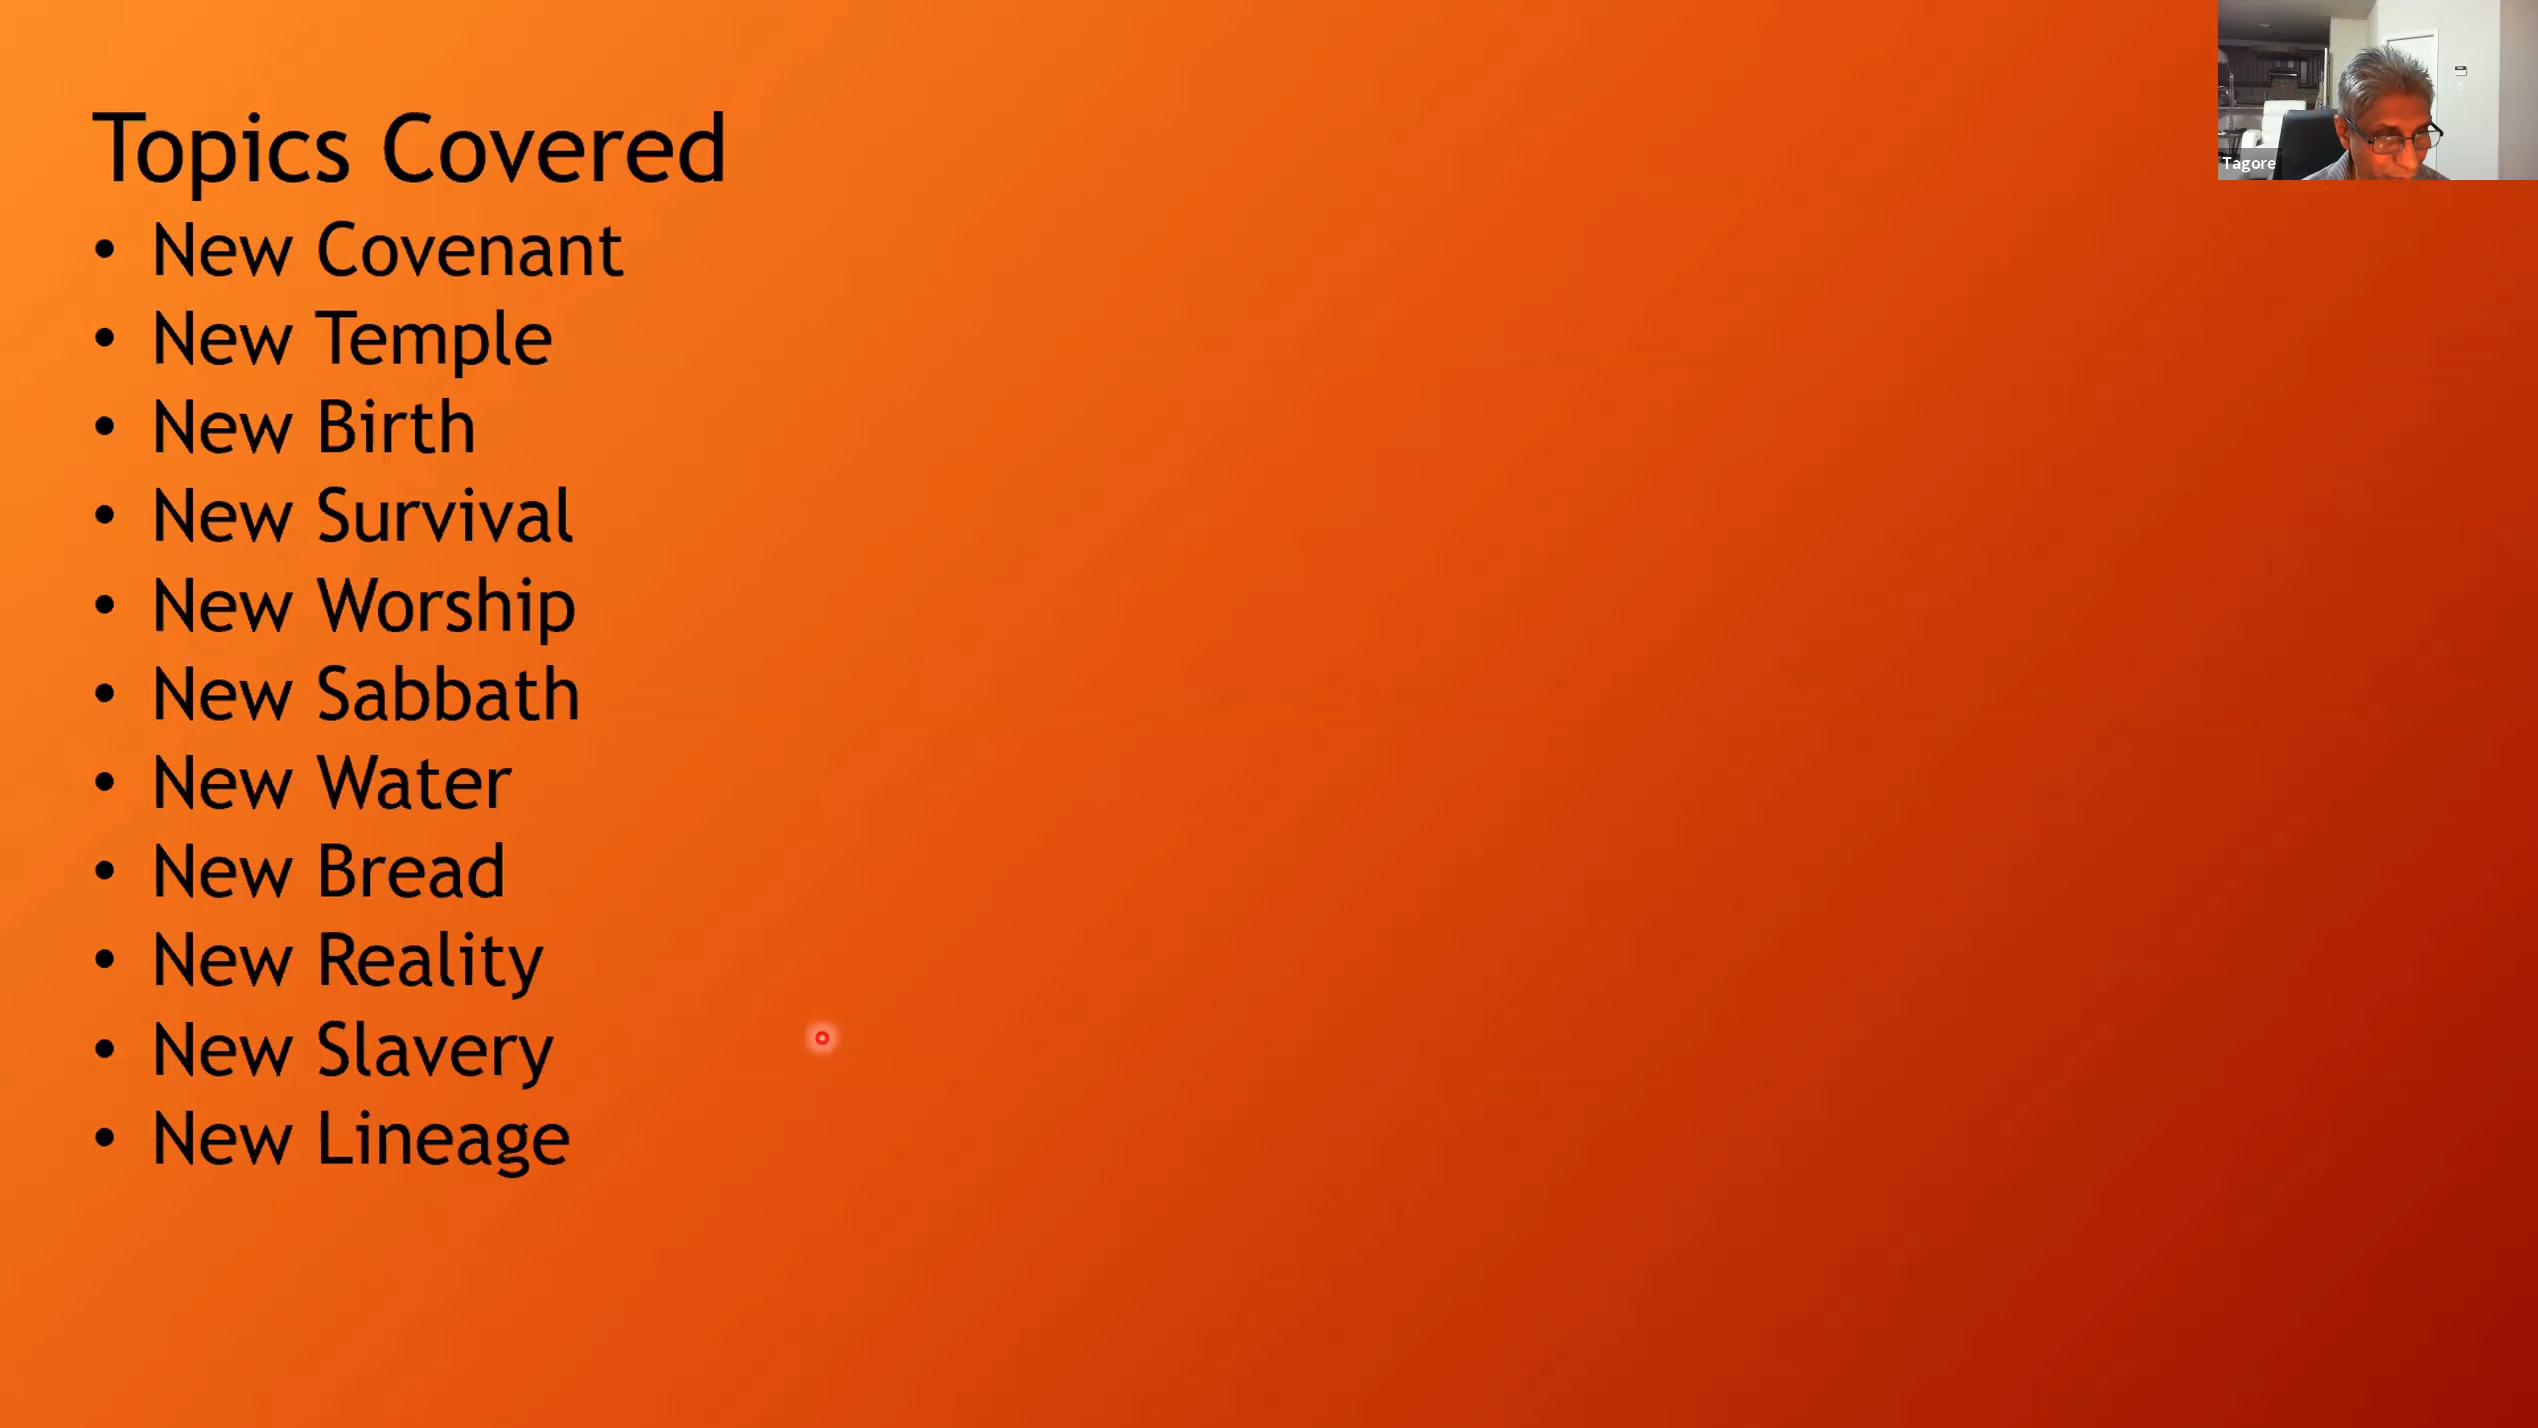 Topics Covered
• New Covenant
• New Temple
• New Birth
• New Survival
• New Worship
• New Sabbath
• New Water
• New Bread
• New Reality
• New Slavery
• New Lineage
Tagore